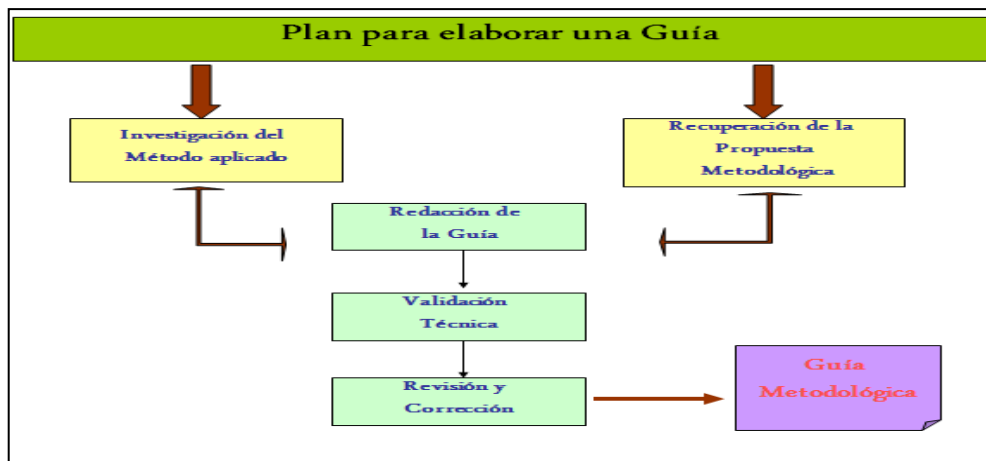 Plan para elaborar una Guía
Investigación del
Método aplicado
Recuperación de la
Propuesta
Metodológica
Redacción de
la Guía
Validación
Técnica
Revisión y
Corrección
Guía
Metodológica